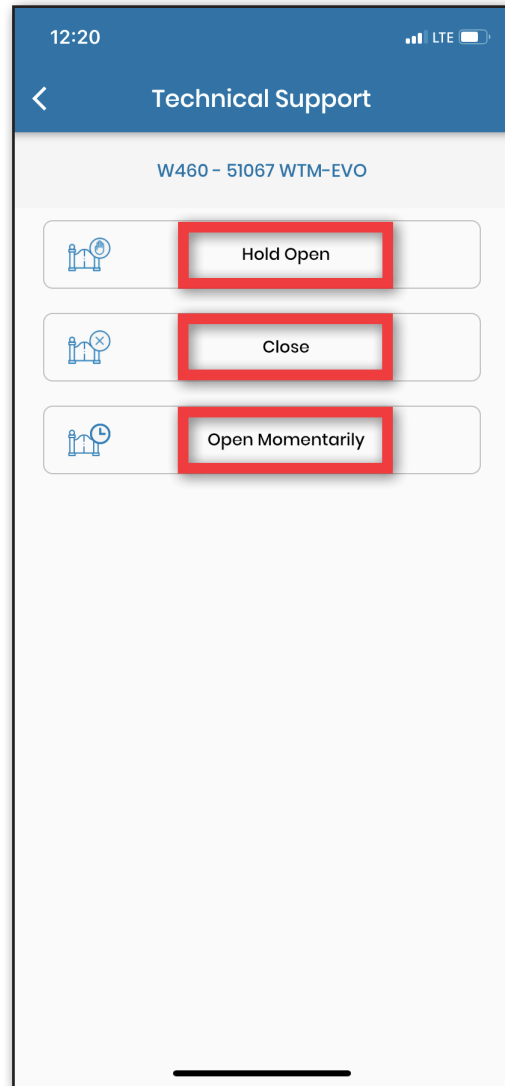 12:20
LTE
Technical Support
W460 - 51067 WTM-EVO
Hold Open
Close
Open Momentarily